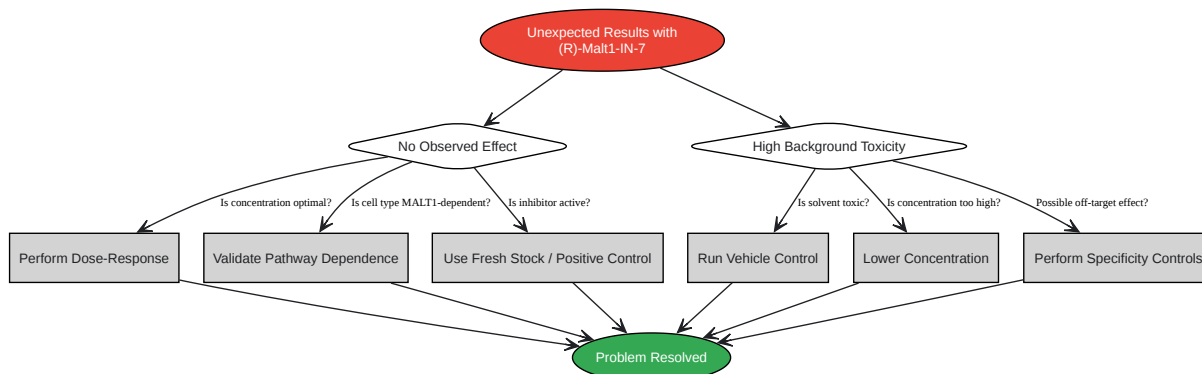 Unexpected Results with
(R)-Malt1-IN-7
No Observed Effect
High Background Toxicity
Is concentration optimal?
Is cell type MALT1-dependent?
Is inhibitor active?
Is solvent toxic?
Is concentration too high?
Possible off-target effect?
Perform Dose-Response
Validate Pathway Dependence
Use Fresh Stock / Positive Control
Run Vehicle Control
Lower Concentration
Perform Specificity Controls
Problem Resolved